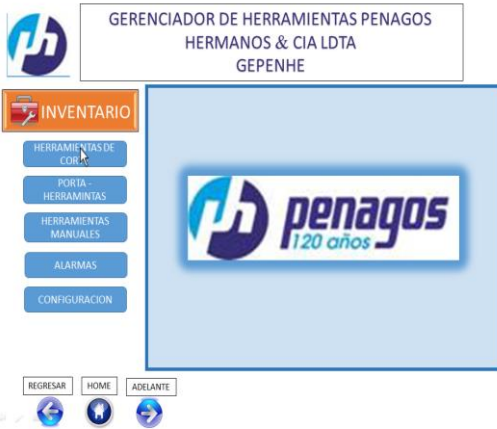 GERENCIADOR DE HERRAMIENTAS PENAGOS
HERMANOS & CIA LDTA
GEPENHE
INVENTARIO
HERRAMIENTAS DE
PORTA -
HERRAMINTAS
HERRAMIENTAS
MANUALES
ALARMAS
CONFIGURACION
penagos
120 años
REGRESAR
HOME
ADELANTE